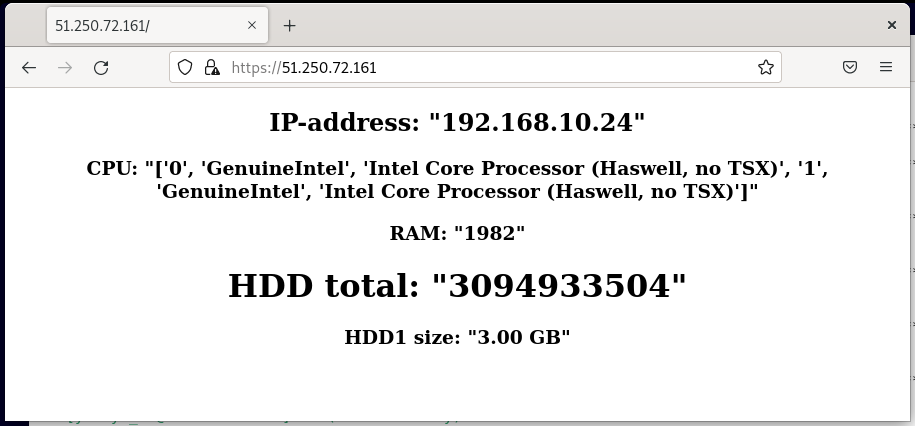 51.250.72.161/
https://51.250.72.161
IP-address: "192.168.10.24"
CPU: "['0', 'GenuineIntel', 'Intel Core Processor (Haswell, no TSX)', '1',
'GenuineIntel', 'Intel Core Processor (Haswell, no TSX)']"
RAM: "1982"
HDD total: "3094933504"
HDD1 size: "3.00 GB"